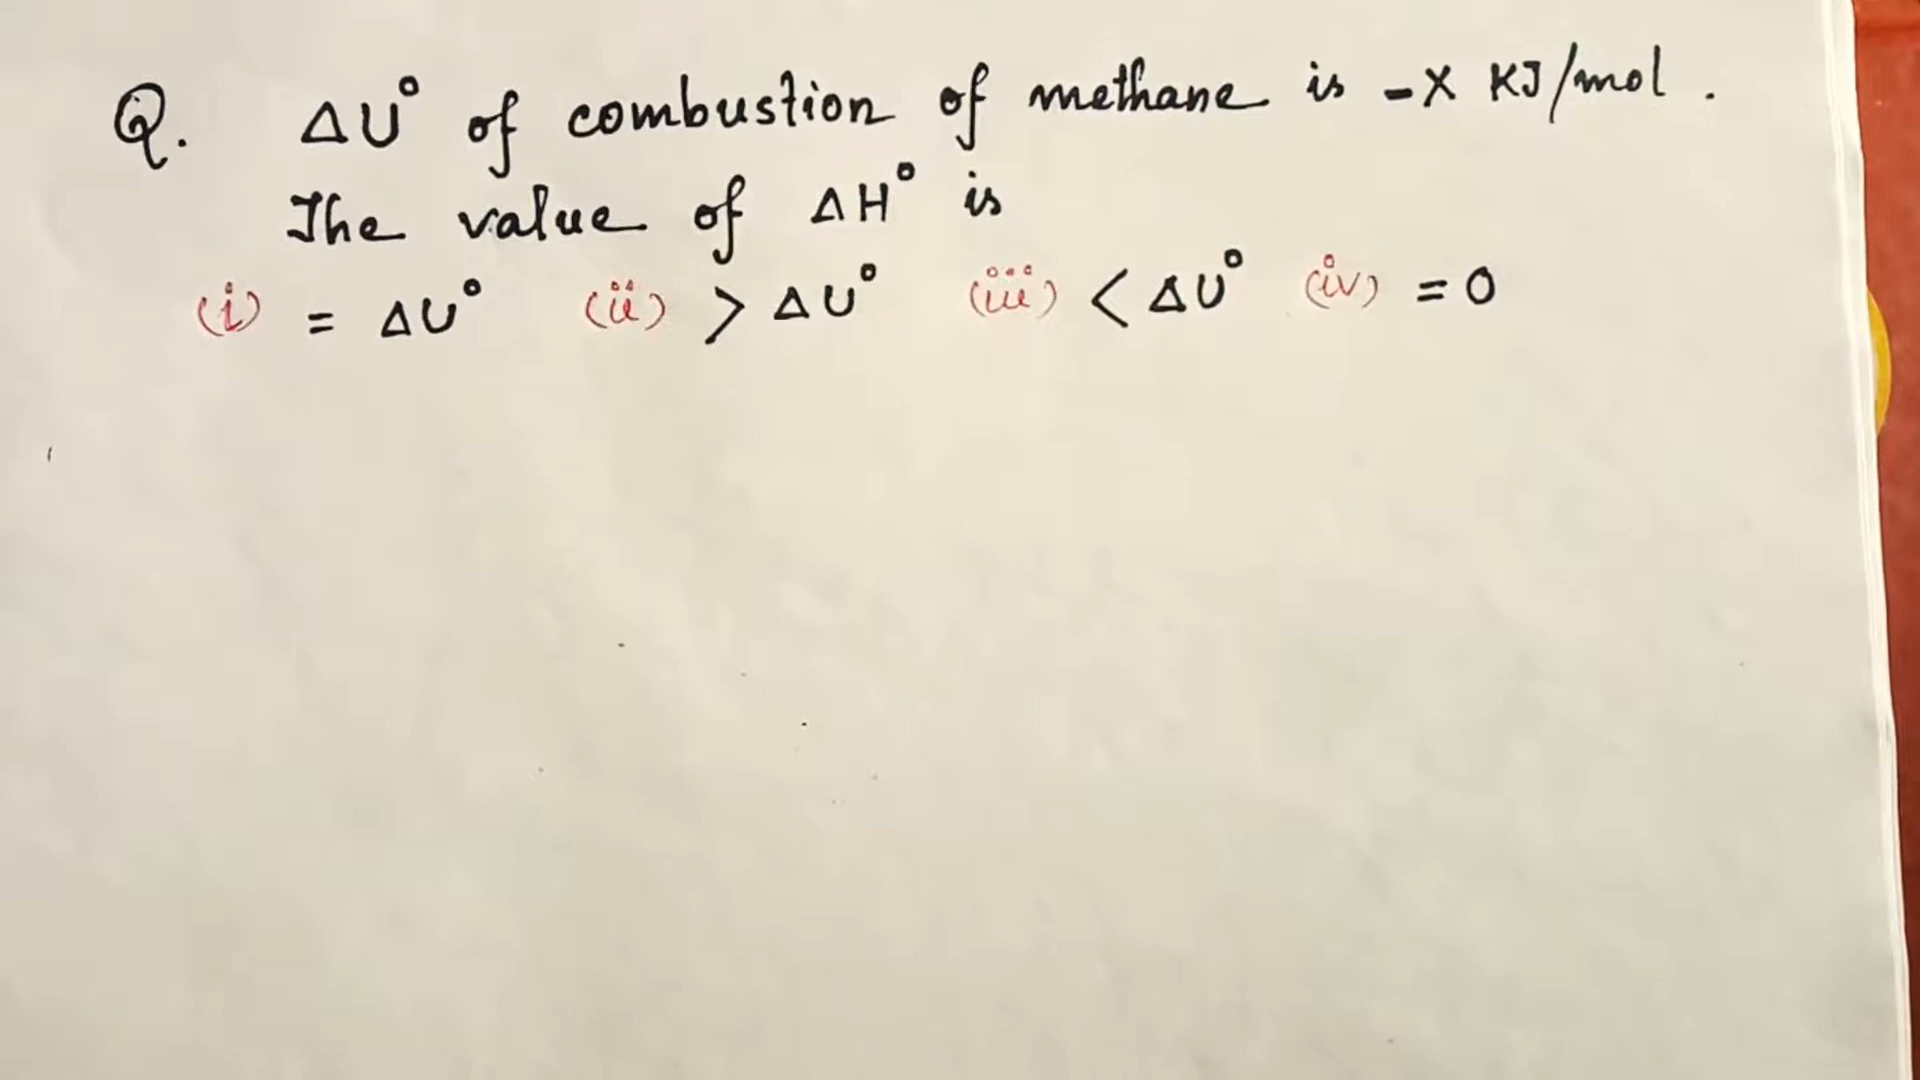 Q. ΔU° of combustion of methane is -X KJ/mol.
The value of ΔH° is
(i) = ΔU° (ii) > ΔU° (iii) < ΔU° (iv) = 0